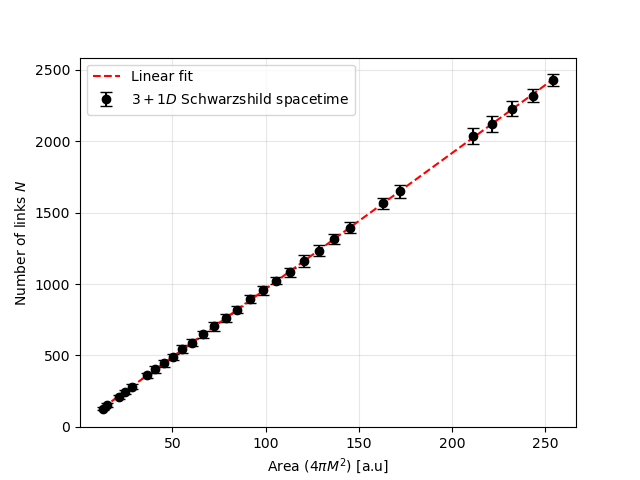 Linear fit
3 + 1D Schwarzshild spacetime
Number of links N
2500
2000
1500
1000
500
0
50
100
150
200
250
Area (4πM²) [a.u]